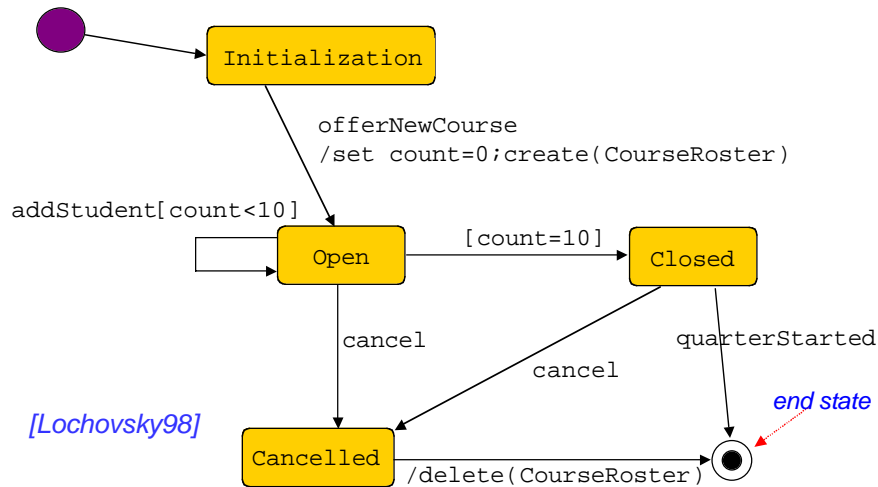 Initialization
offerNewCourse
/set count=0;create(CourseRoster)
addStudent[count<10]
Open
[count=10]
Closed
cancel
quarterStarted
cancel
end state
[Lochovsky98]
Cancelled
/delete(CourseRoster)